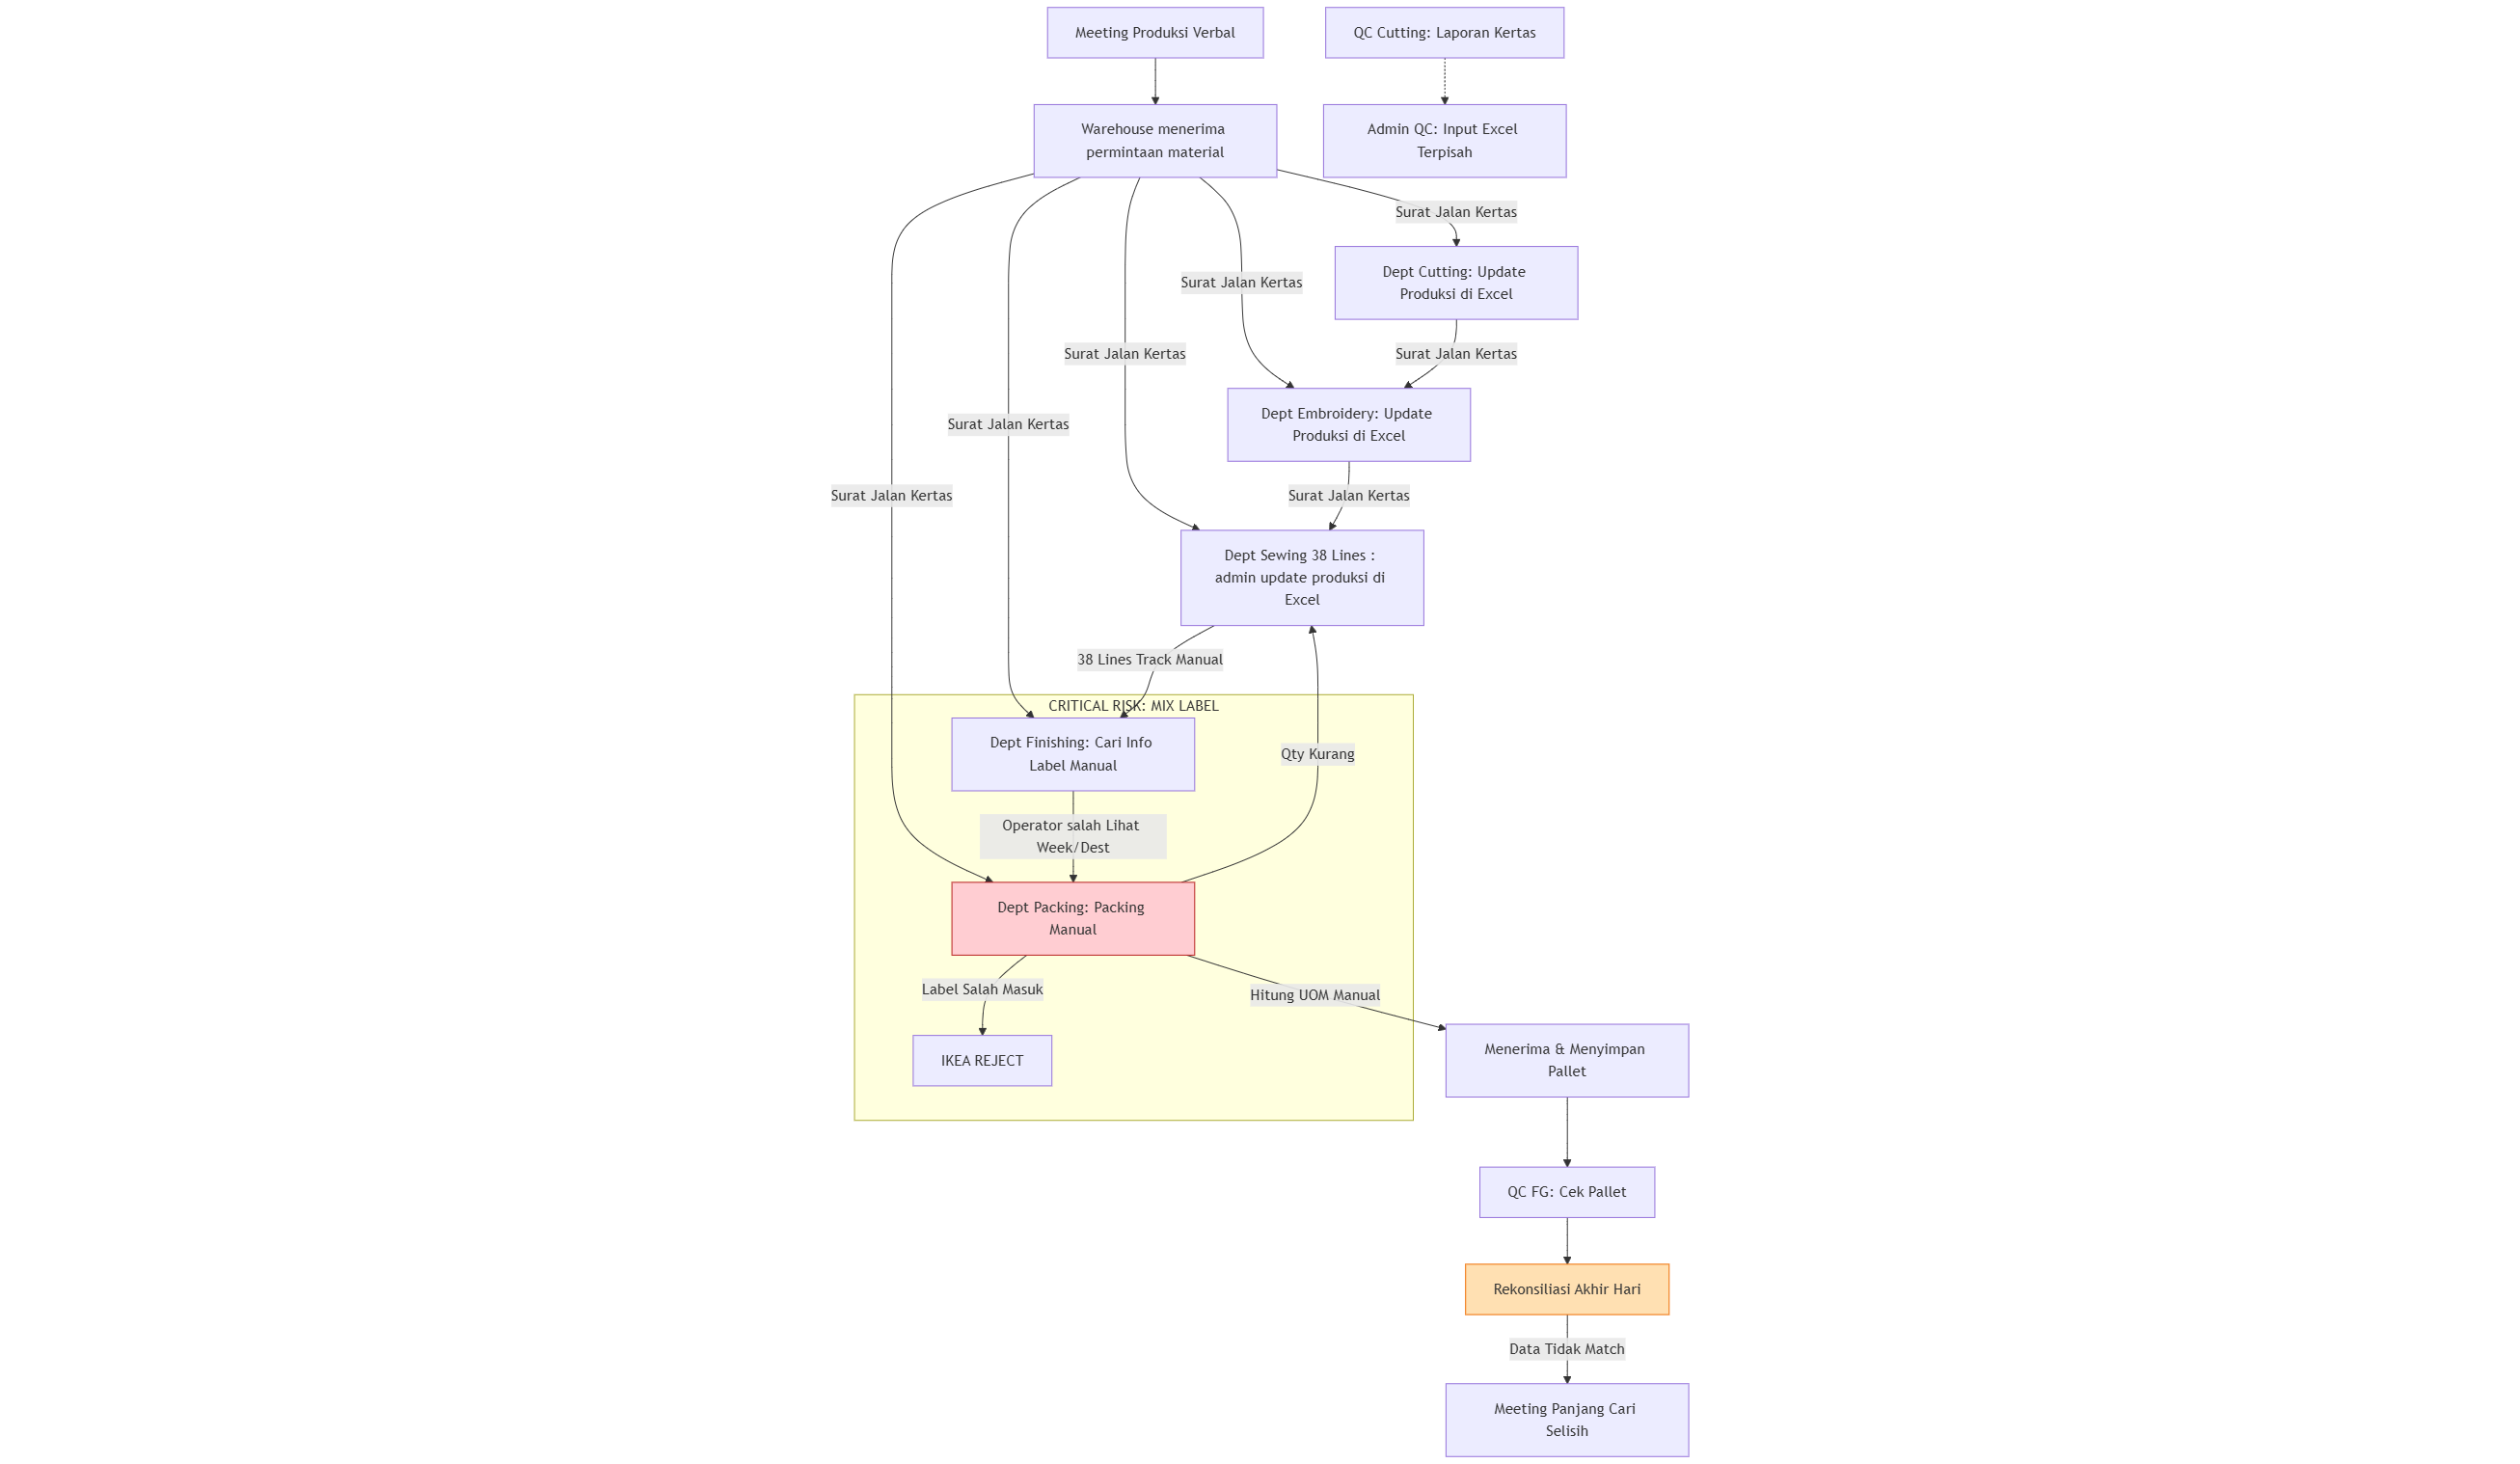 Meeting Produksi Verbal
QC Cutting: Laporan Kertas
Warehouse menerima
permintaan material
Admin QC: Input Excel
Terpisah
Surat Jalan Kertas
Dept Cutting: Update
Produksi di Excel
Surat Jalan Kertas
Surat Jalan Kertas
Surat Jalan Kertas
Dept Embroidery: Update
Produksi di Excel
Surat Jalan Kertas
Surat Jalan Kertas
Surat Jalan Kertas
Dept Sewing 38 Lines :
admin update produksi di
Excel
38 Lines Track Manual
CRITICAL RISK: MIX LABEL
Dept Finishing: Cari Info
Label Manual
Qty Kurang
Operator salah Lihat
Week/Dest
Dept Packing: Packing
Manual
Label Salah Masuk
Hitung UOM Manual
IKEA REJECT
Menerima & Menyimpan
Pallet
QC FG: Cek Pallet
Rekonsiliasi Akhir Hari
Data Tidak Match
Meeting Panjang Cari
Selisih